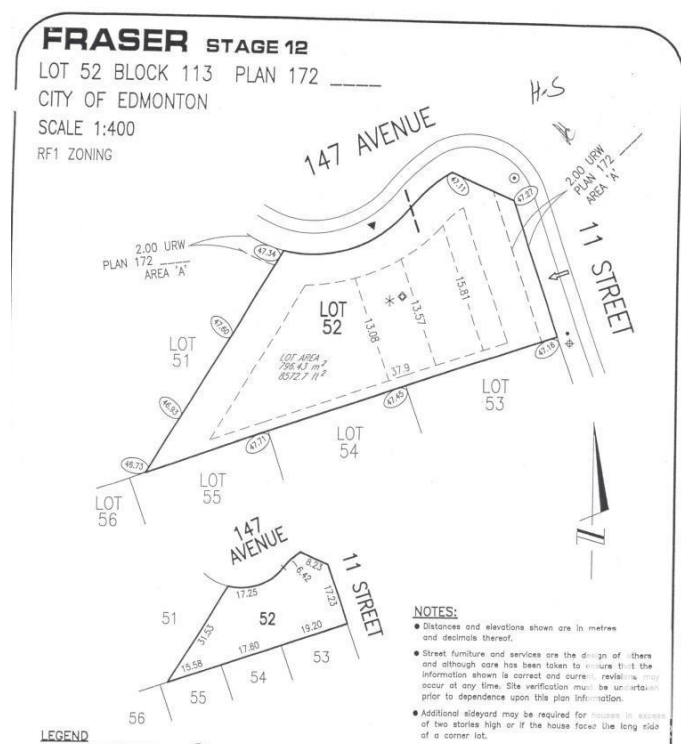 FRASER STAGE 12
LOT 52 BLOCK 113 PLAN 172 ____
CITY OF EDMONTON
SCALE 1:400
RF1 ZONING
H.S
147 AVENUE
2.00 URW
PLAN 172 ____
AREA 'A'
47.11
47.27
2.00 URW
PLAN 172 ____
AREA 'A'
47.34
11 STREET
LOT
52
13.08
13.57
15.81
47.60
LOT
51
LOT AREA
796.43 m²
8572.7 ft²
37.9
47.16
46.93
47.45
LOT
53
47.71
LOT
54
46.73
LOT
55
LOT
56
147
AVENUE
11 STREET
8.23
6.42
17.25
17.23
51
52
31.53
19.20
17.60
15.58
53
54
55
56
NOTES:
● Distances and elevations shown are in metres
and decimals thereof.
● Street furniture and services are the design of others
and although care has been taken to ensure that the
information shown is correct and current, revisions may
occur at any time. Site verification must be undertaken
prior to dependence upon this plan information.
● Additional sideyard may be required for houses in excess
of two stories high or if the house faces the long side
of a corner lot.
LEGEND